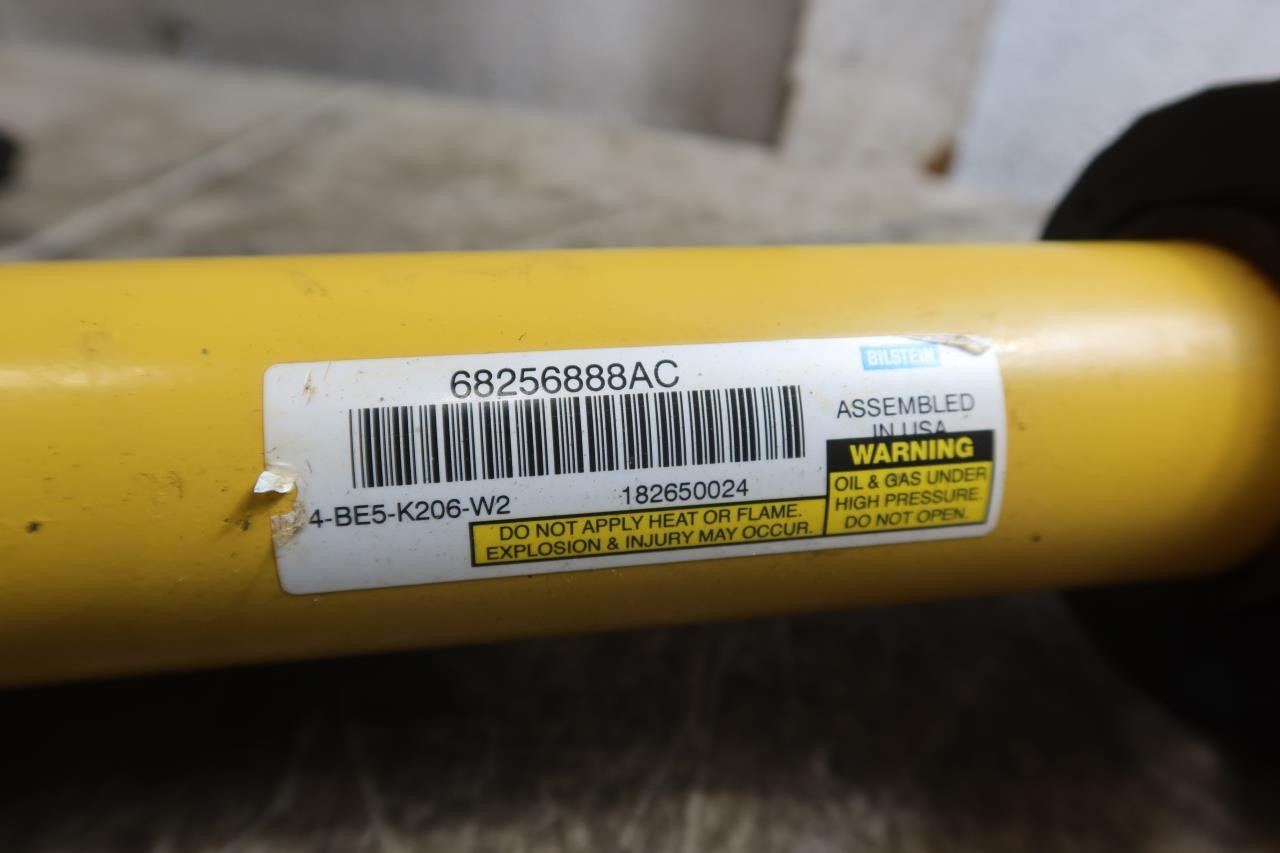 68256888AC
BILSTEIN
ASSEMBLED
IN USA
4-BE5-K206-W2
182650024
WARNING
OIL & GAS UNDER
HIGH PRESSURE.
DO NOT OPEN.
DO NOT APPLY HEAT OR FLAME.
EXPLOSION & INJURY MAY OCCUR.